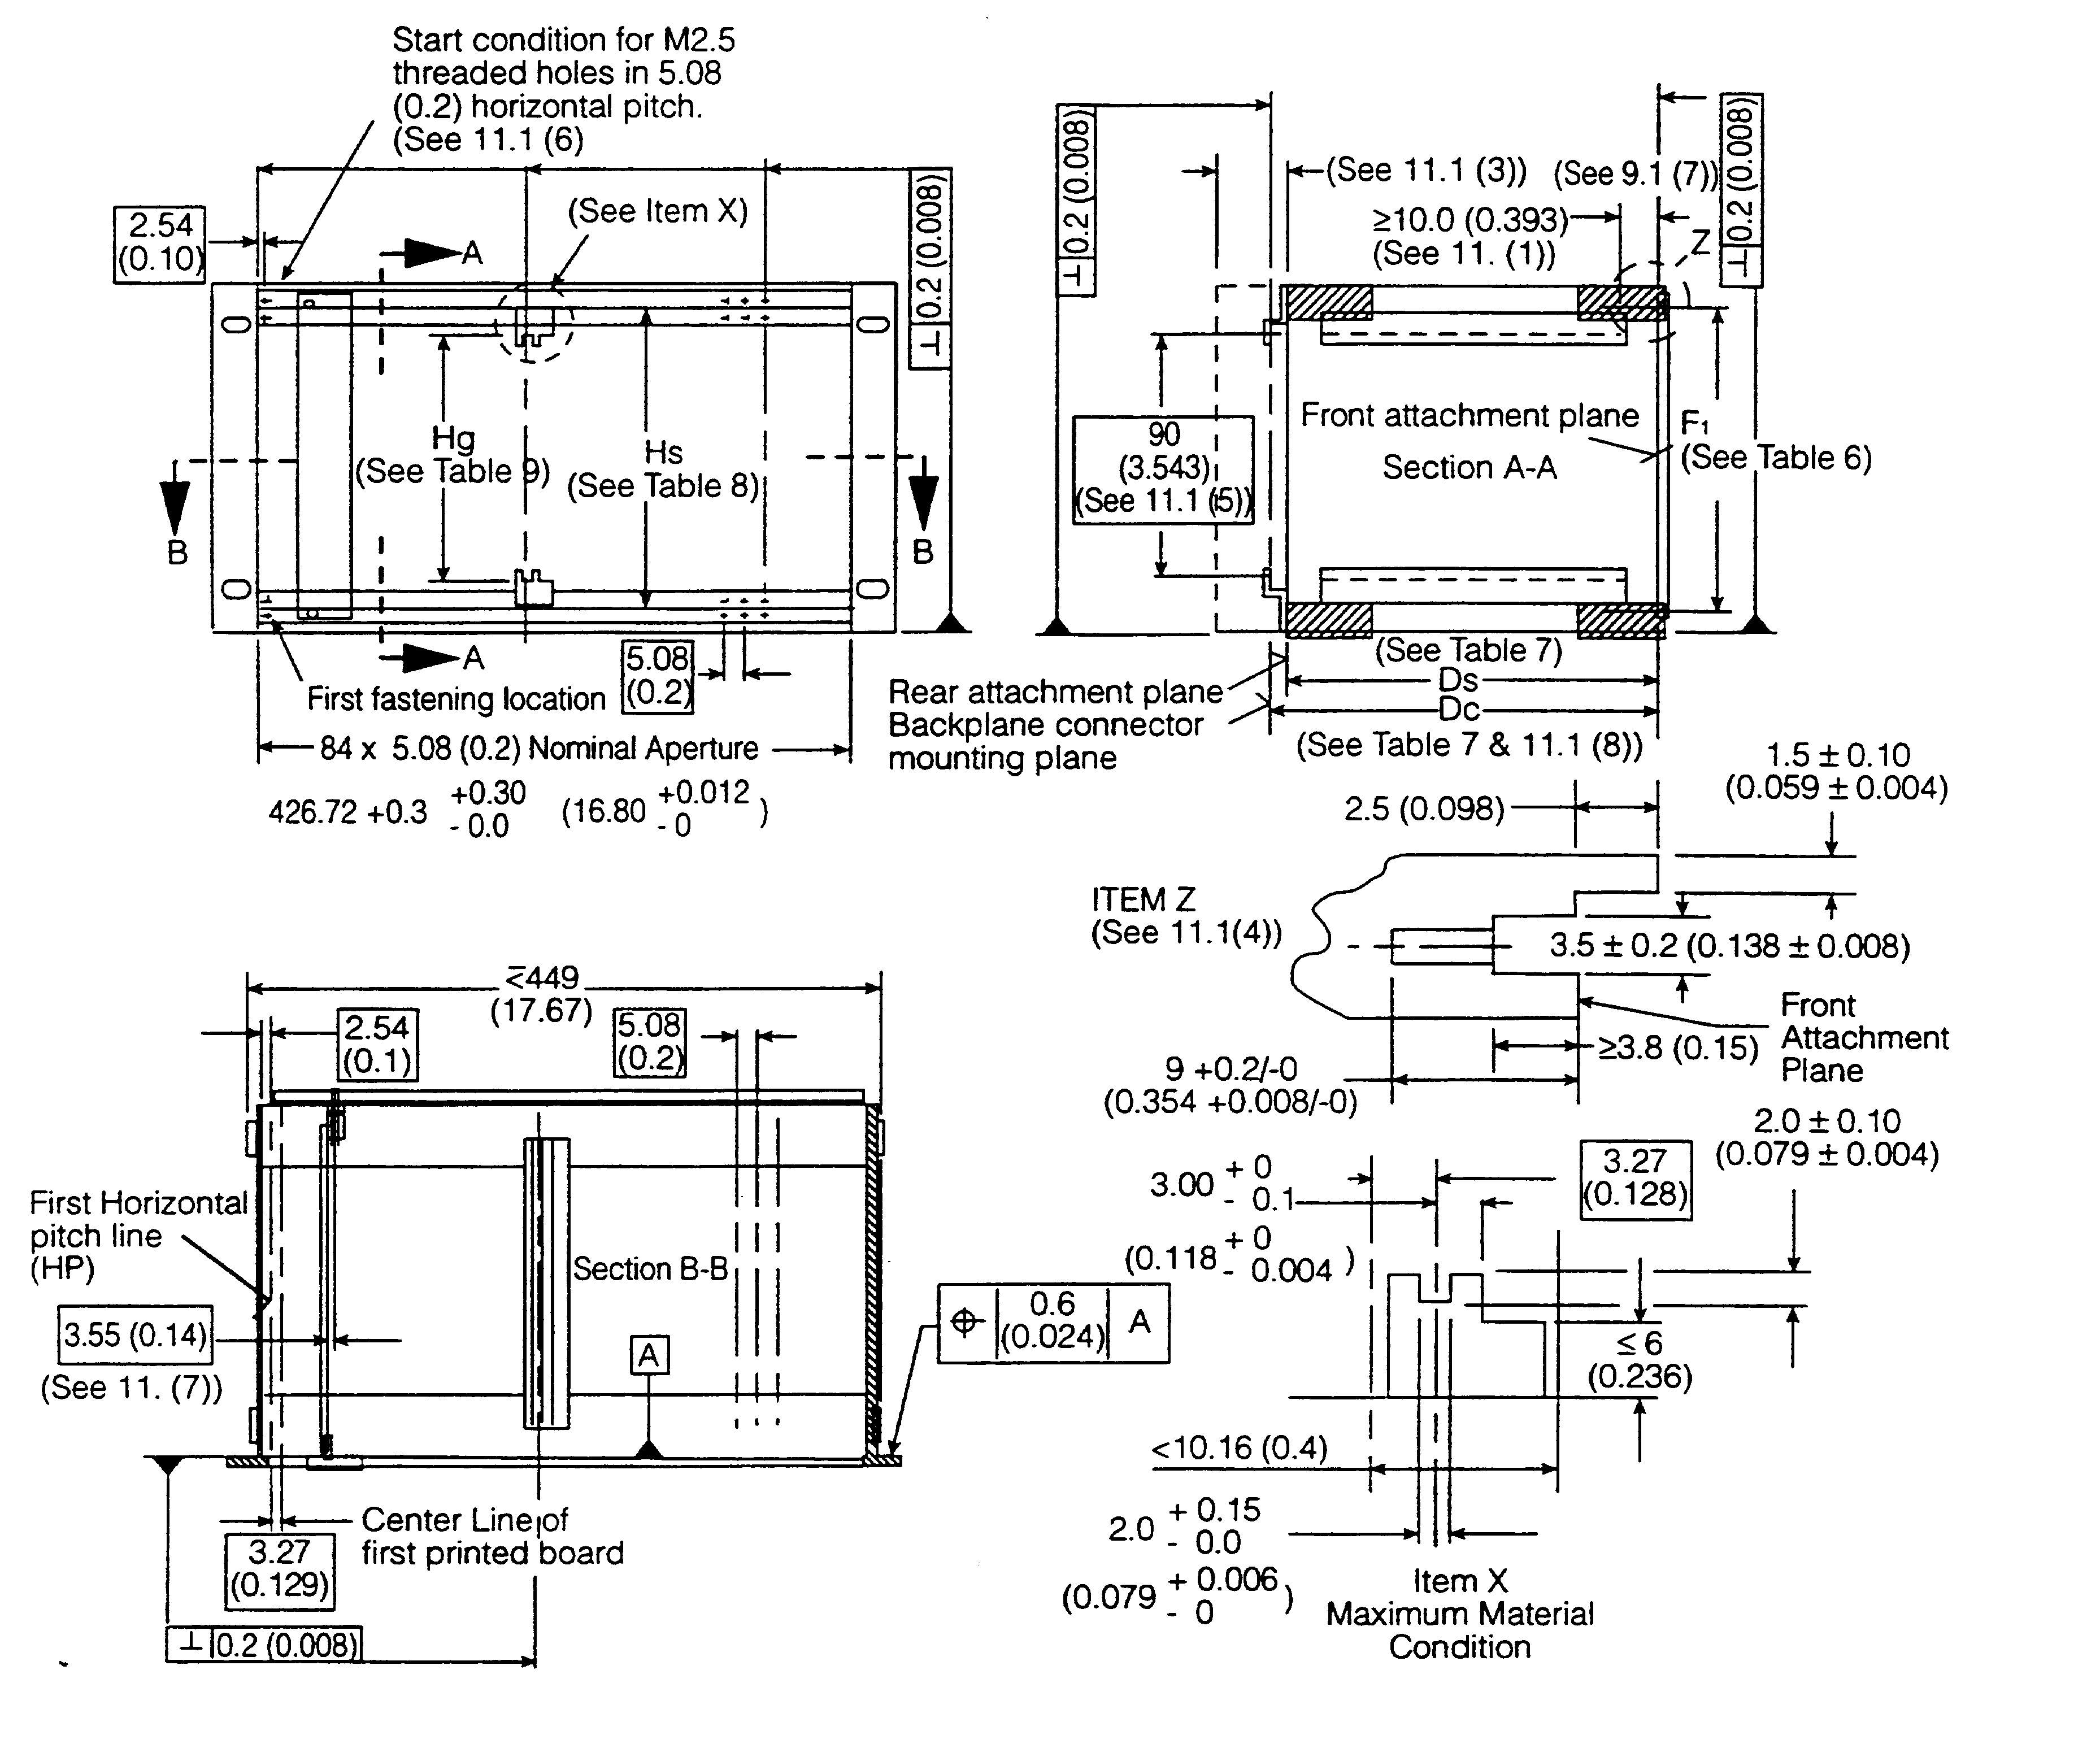 Start condition for M2.5
threaded holes in 5.08
(0.2) horizontal pitch.
(See 11.1 (6)
2.54
(0.10)
A
(See Item X)
⊥ 0.2 (0.008)
Hg
(See Table 9)
Hs
(See Table 8)
B
B
A
First fastening location
5.08
(0.2)
84 x 5.08 (0.2) Nominal Aperture
426.72 +0.3 +0.30 - 0.0 (16.80 +0.012 - 0 )
⊥ 0.2 (0.008)
(See 11.1 (3))
(See 9.1 (7))
≥10.0 (0.393)
(See 11. (1))
Z
⊥ 0.2 (0.008)
90
(3.543)
(See 11.1 (5))
Front attachment plane
Section A-A
F1
(See Table 6)
(See Table 7)
Ds
Dc
(See Table 7 & 11.1 (8))
Rear attachment plane
Backplane connector
mounting plane
2.5 (0.098)
1.5 ± 0.10
(0.059 ± 0.004)
ITEM Z
(See 11.1(4))
3.5 ± 0.2 (0.138 ± 0.008)
Front
Attachment
Plane
≥3.8 (0.15)
9 +0.2/-0
(0.354 +0.008/-0)
≤449
(17.67)
2.54
(0.1)
5.08
(0.2)
First Horizontal
pitch line
(HP)
Section B-B
3.55 (0.14)
(See 11. (7))
A
⌖ 0.6 (0.024) A
Center Line of
first printed board
3.27
(0.129)
⊥ 0.2 (0.008)
2.0 ± 0.10
(0.079 ± 0.004)
3.27
(0.128)
3.00 + 0 - 0.1
(0.118 + 0 - 0.004 )
≤ 6
(0.236)
<10.16 (0.4)
2.0 + 0.15 - 0.0
(0.079 + 0.006 - 0 )
Item X
Maximum Material
Condition